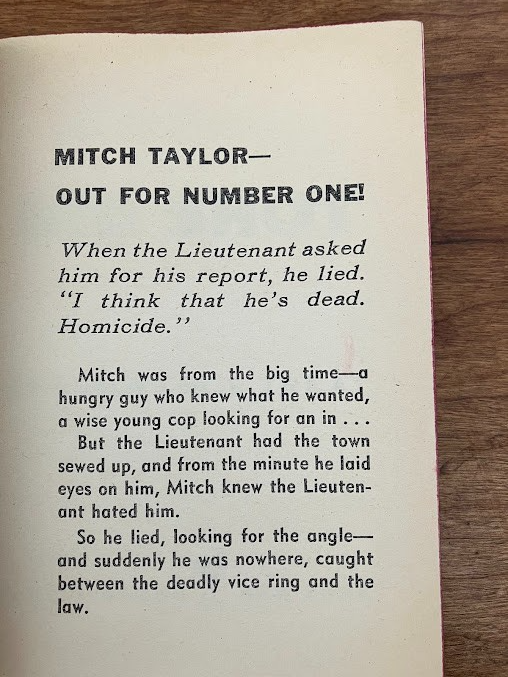 MITCH TAYLOR—
OUT FOR NUMBER ONE!
When the Lieutenant asked
him for his report, he lied.
“I think that he’s dead.
Homicide.”
Mitch was from the big time—a
hungry guy who knew what he wanted,
a wise young cop looking for an in . . .
But the Lieutenant had the town
sewed up, and from the minute he laid
eyes on him, Mitch knew the Lieuten-
ant hated him.
So he lied, looking for the angle—
and suddenly he was nowhere, caught
between the deadly vice ring and the
law.